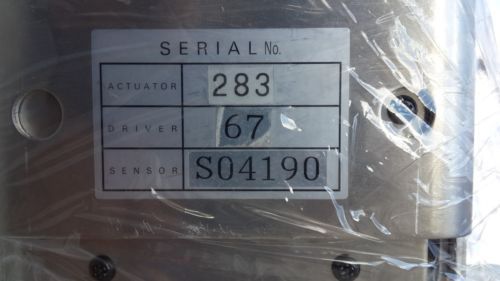 SERIAL No.
ACTUATOR 283
DRIVER 67
SENSOR S04190